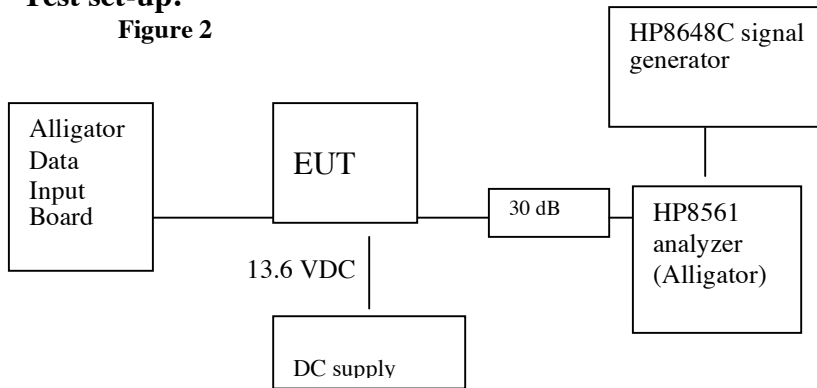 Test set-up:
Figure 2
HP8648C signal
generator
Alligator
Data
Input
Board
EUT
30 dB
HP8561
analyzer
(Alligator)
13.6 VDC
DC supply